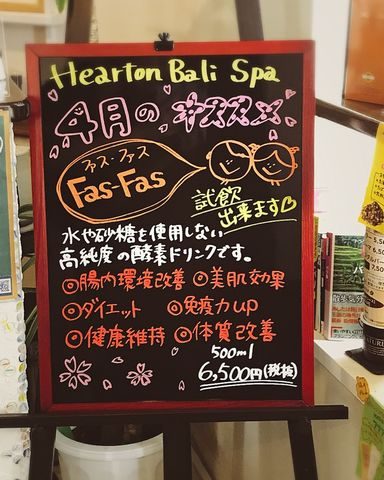 Hearton Bali Spa
4月のオススメ
ファス・ファス
Fas-Fas
試飲
出来ます♡
水や砂糖を使用しない
高純度の酵素ドリンクです。
◎腸内環境改善 ◎美肌効果
◎ダイエット ◎免疫力up
◎健康維持 ◎体質改善
500ml
6,500円(税抜)